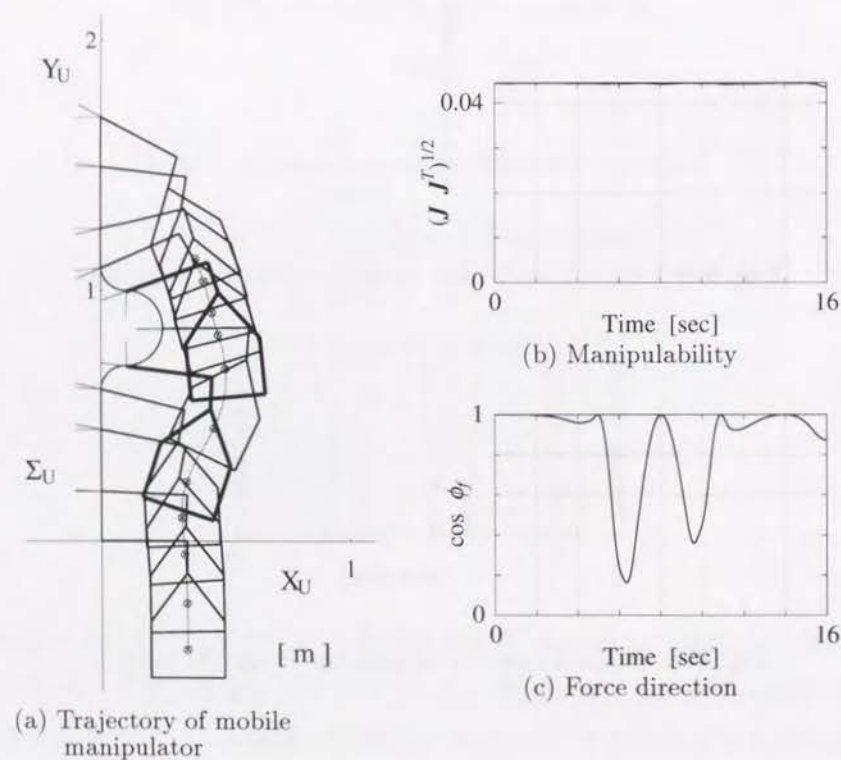 2
Y_U
1
Σ_U
X_U
1
[ m ]
(a) Trajectory of mobile
manipulator
0.04
(J J^T)^{1/2}
0
0
16
Time [sec]
(b) Manipulability
1
cos ϕ_f
0
0
16
Time [sec]
(c) Force direction